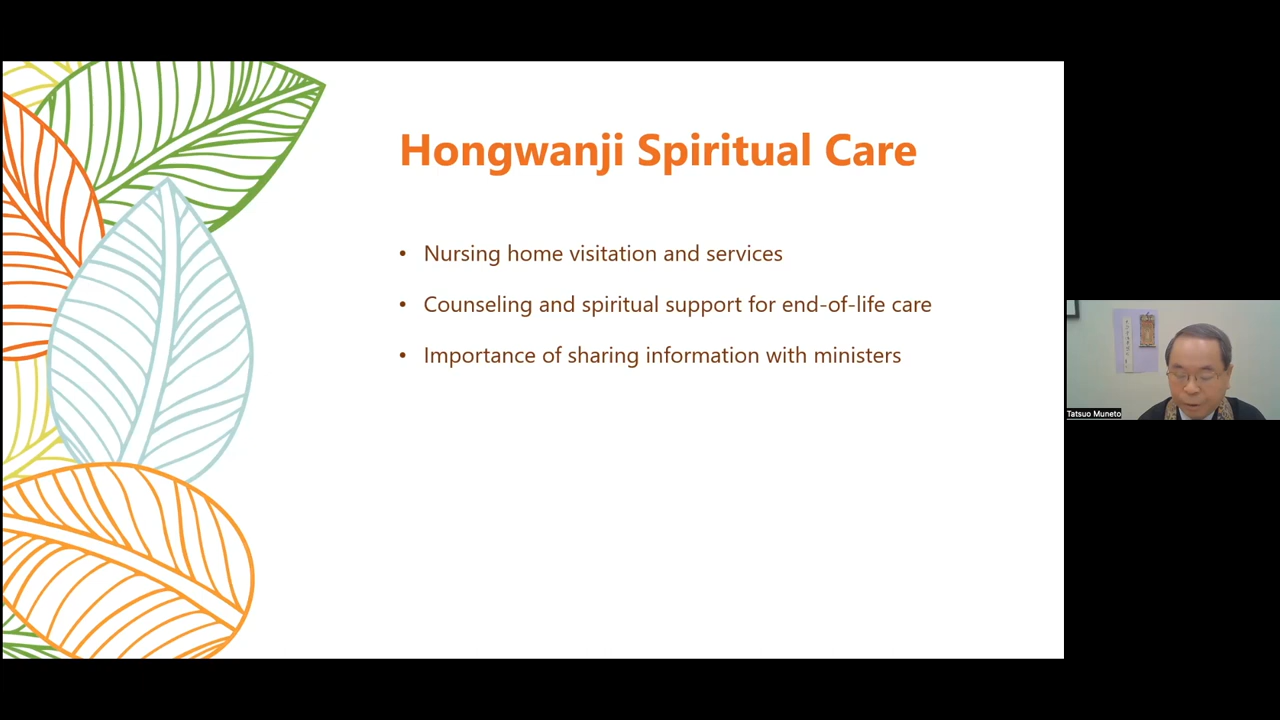 Hongwanji Spiritual Care
• Nursing home visitation and services
• Counseling and spiritual support for end-of-life care
• Importance of sharing information with ministers
Tatsuo Muneto